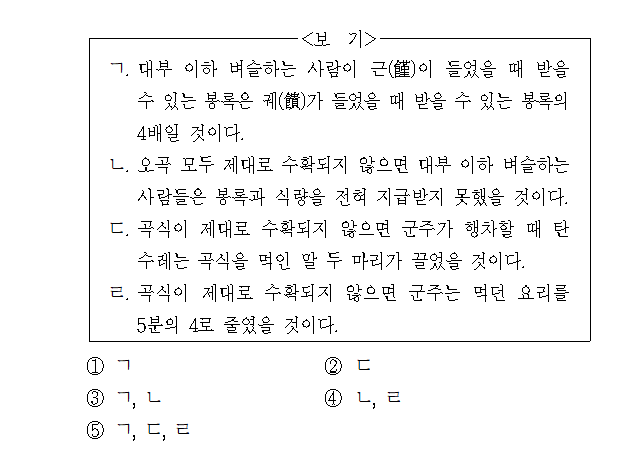 <보 기>
ㄱ. 대부 이하 벼슬하는 사람이 근(饉)이 들었을 때 받을
수 있는 봉록은 궤(饋)가 들었을 때 받을 수 있는 봉록의
4배일 것이다.
ㄴ. 오곡 모두 제대로 수확되지 않으면 대부 이하 벼슬하는
사람들은 봉록과 식량을 전혀 지급받지 못했을 것이다.
ㄷ. 곡식이 제대로 수확되지 않으면 군주가 행차할 때 탄
수레는 곡식을 먹인 말 두 마리가 끌었을 것이다.
ㄹ. 곡식이 제대로 수확되지 않으면 군주는 먹던 요리를
5분의 4로 줄였을 것이다.
① ㄱ ② ㄷ
③ ㄱ, ㄴ ④ ㄴ, ㄹ
⑤ ㄱ, ㄷ, ㄹ